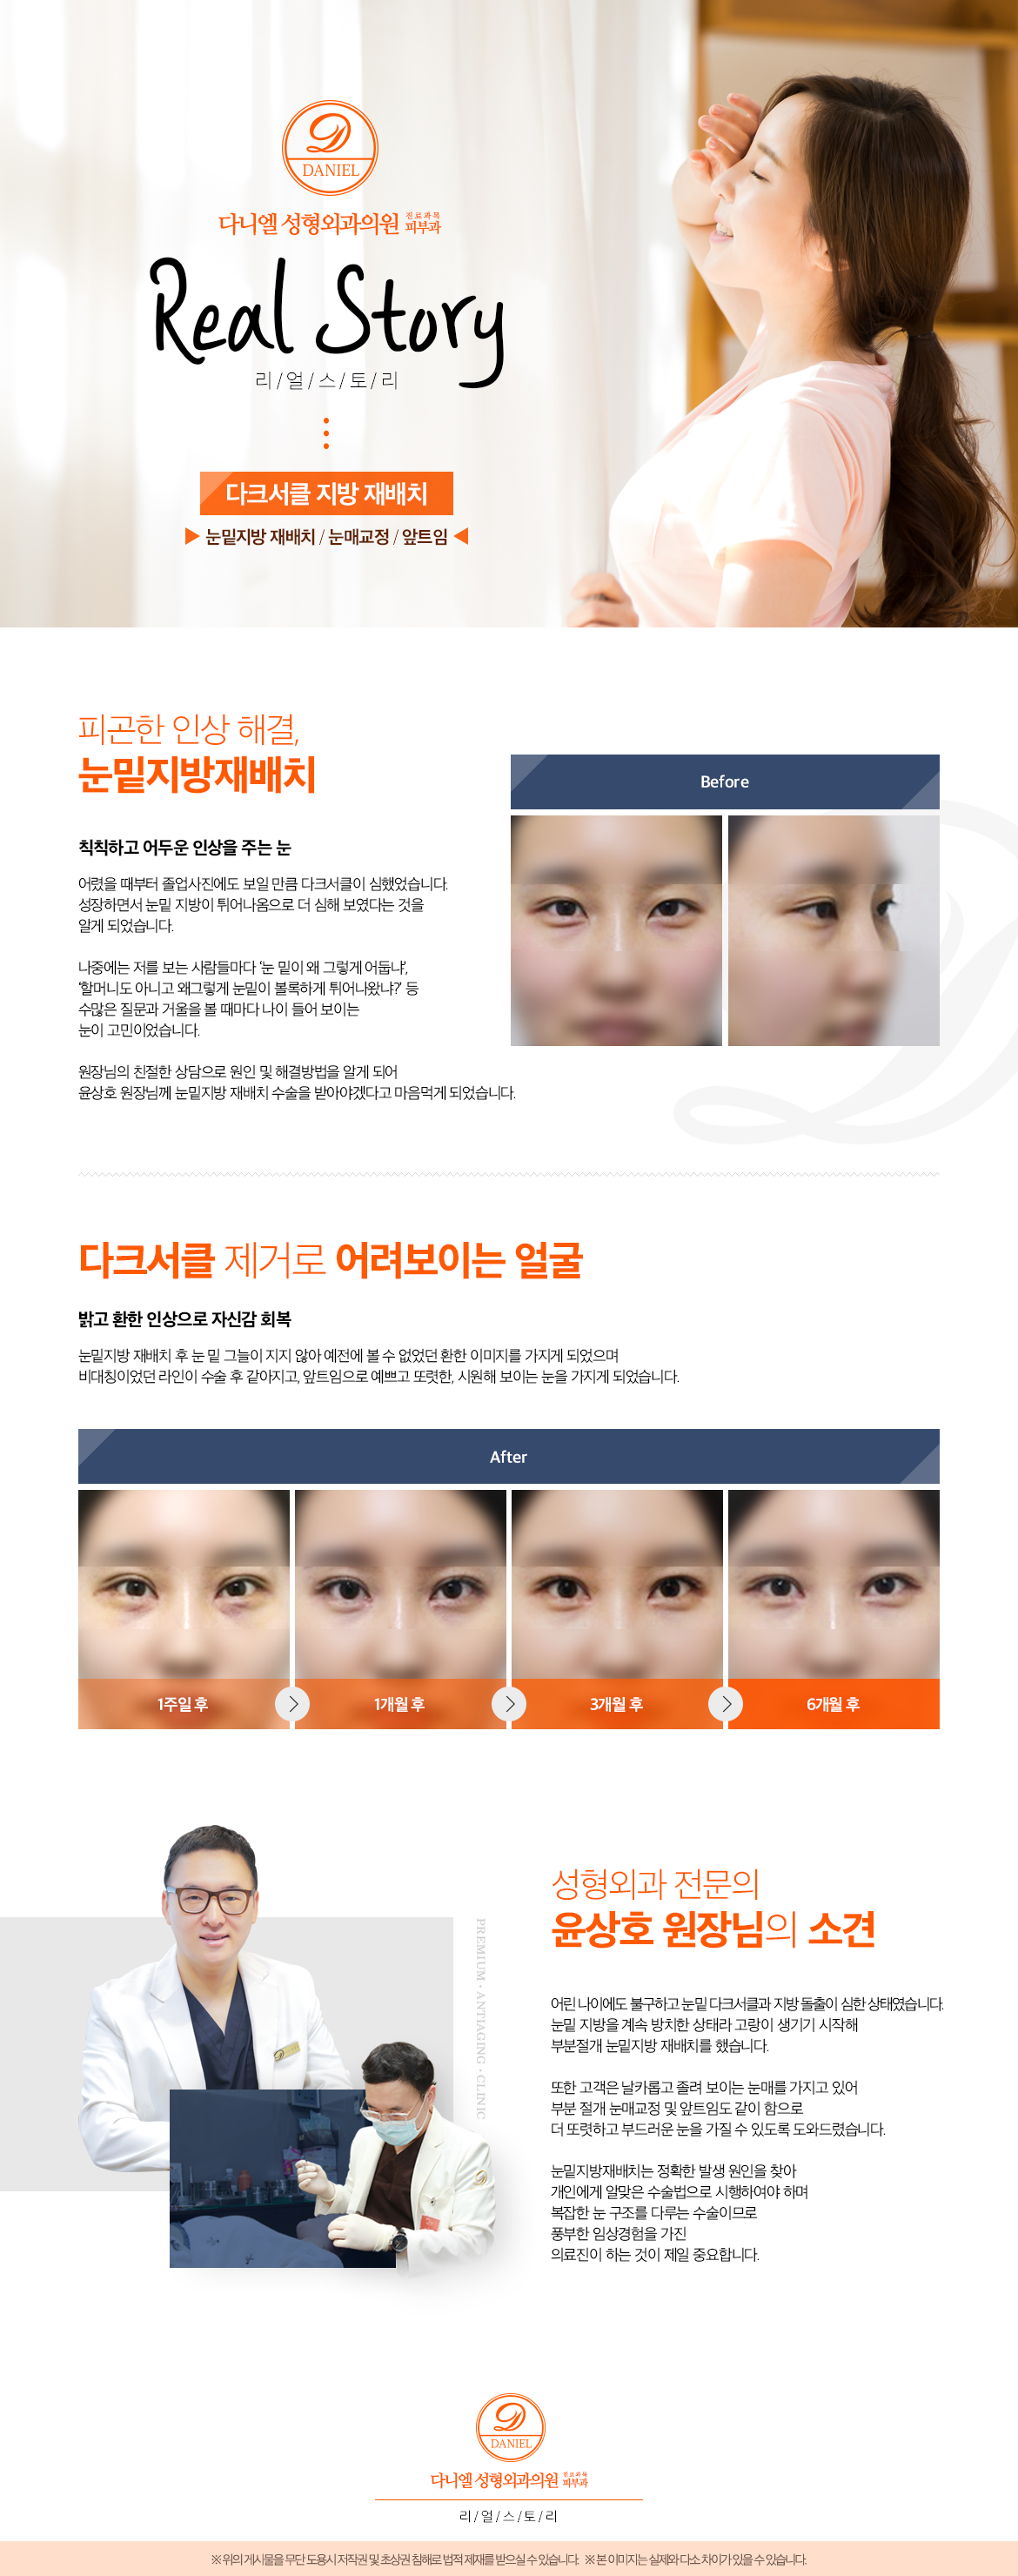 DANIEL
다니엘 성형외과의원 진료과목 피부과
Real Story
리/얼/스/토/리
다크서클 지방 재배치
눈밑지방 재배치 / 눈매교정 / 앞트임
피곤한 인상 해결,
눈밑지방재배치
칙칙하고 어두운 인상을 주는 눈
어렸을 때부터 졸업사진에도 보일 만큼 다크서클이 심했었습니다.
성장하면서 눈밑 지방이 튀어나옴으로 더 심해 보였다는 것을
알게 되었습니다.
나중에는 저를 보는 사람들마다 '눈 밑이 왜 그렇게 어둡냐',
'할머니도 아니고 왜그렇게 눈밑이 볼록하게 튀어나왔냐?' 등
수많은 질문과 거울을 볼 때마다 나이 들어 보이는
눈이 고민이었습니다.
원장님의 친절한 상담으로 원인 및 해결방법을 알게 되어
윤상호 원장님께 눈밑지방 재배치 수술을 받아야겠다고 마음먹게 되었습니다.
Before
다크서클 제거로 어려보이는 얼굴
밝고 환한 인상으로 자신감 회복
눈밑지방 재배치 후 눈 밑 그늘이 지지 않아 예전에 볼 수 없었던 환한 이미지를 가지게 되었으며
비대칭이었던 라인이 수술 후 같아지고, 앞트임으로 예쁘고 또렷한, 시원해 보이는 눈을 가지게 되었습니다.
After
1주일 후
1개월 후
3개월 후
6개월 후
PREMIUM · ANTIAGING · CLINIC
성형외과 전문의
윤상호 원장님의 소견
어린 나이에도 불구하고 눈밑 다크서클과 지방 돌출이 심한 상태였습니다.
눈밑 지방을 계속 방치한 상태라 고랑이 생기기 시작해
부분절개 눈밑지방 재배치를 했습니다.
또한 고객은 날카롭고 졸려 보이는 눈매를 가지고 있어
부분 절개 눈매교정 및 앞트임도 같이 함으로
더 또렷하고 부드러운 눈을 가질 수 있도록 도와드렸습니다.
눈밑지방재배치는 정확한 발생 원인을 찾아
개인에게 알맞은 수술법으로 시행하여야 하며
복잡한 눈 구조를 다루는 수술이므로
풍부한 임상경험을 가진
의료진이 하는 것이 제일 중요합니다.
DANIEL
다니엘 성형외과의원 진료과목 피부과
리/얼/스/토/리
※ 위의 게시물을 무단 도용시 저작권 및 초상권 침해로 법적 제재를 받으실 수 있습니다. ※ 본 이미지는 실제와 다소 차이가 있을 수 있습니다.